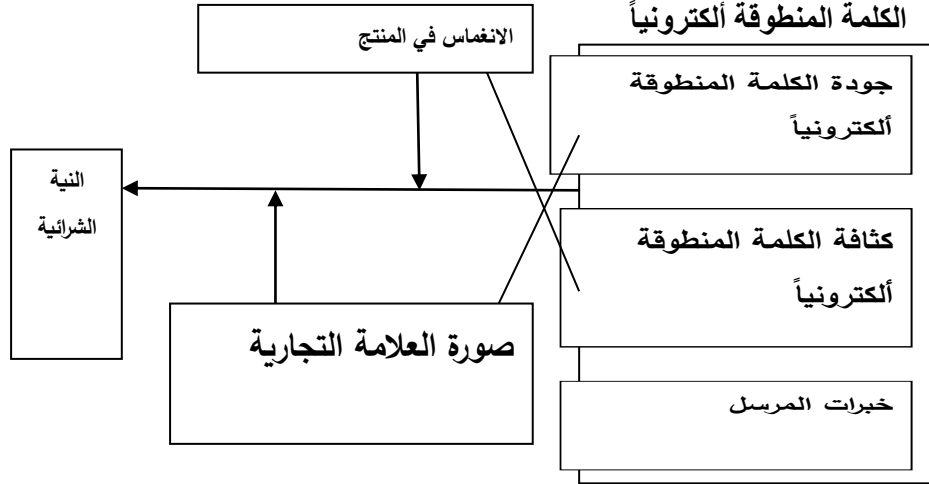 الكلمة المنطوقة ألكترونياً
الانغماس في المنتج
جودة الكلمة المنطوقة
ألكترونياً
النية
الشرائية
كثافة الكلمة المنطوقة
ألكترونياً
صورة العلامة التجارية
خبرات المرسل